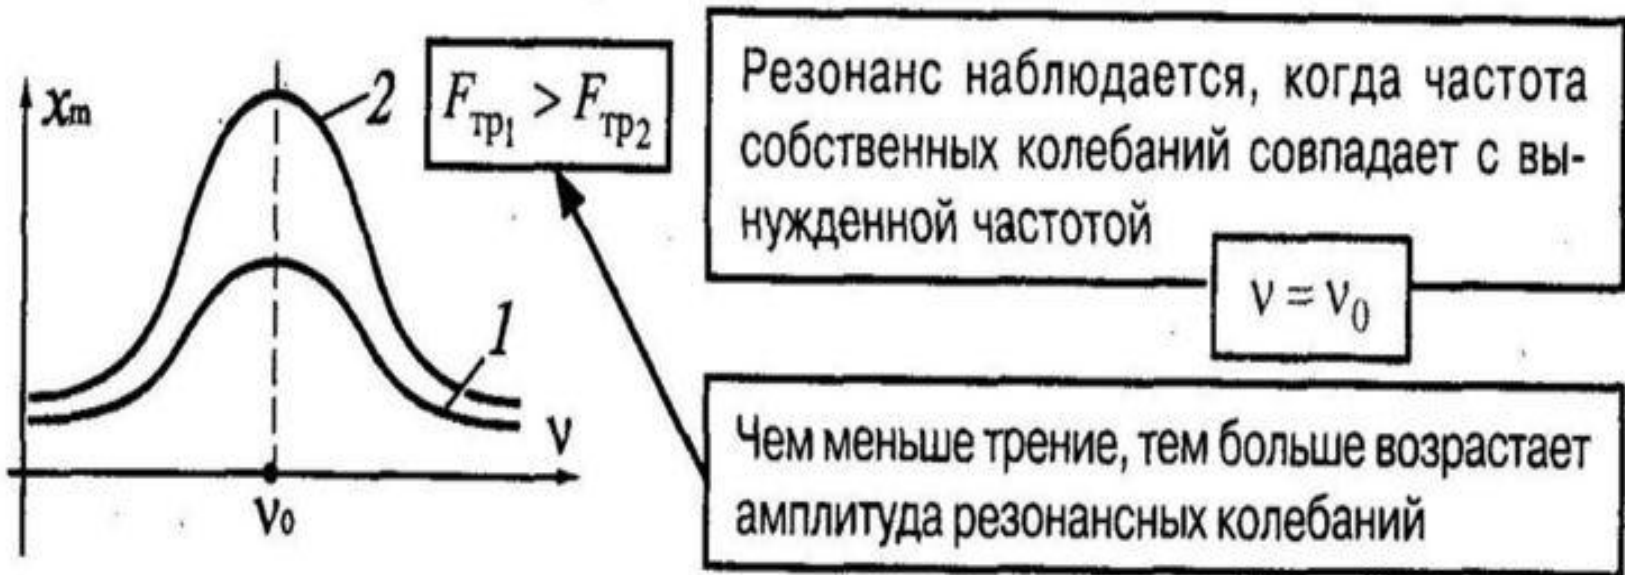 xₘ
2
1
ν
ν₀
Fтр₁ > Fтр₂
Резонанс наблюдается, когда частота
собственных колебаний совпадает с вы-
нужденной частотой
ν = ν₀
Чем меньше трение, тем больше возрастает
амплитуда резонансных колебаний